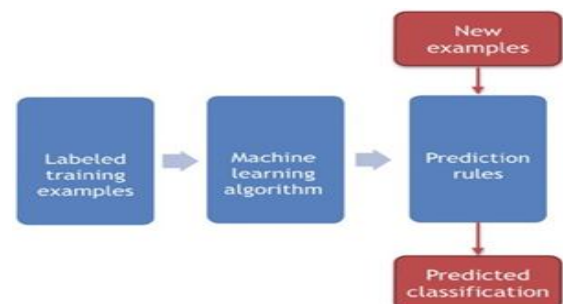 New
examples
Labeled
training
examples
Machine
learning
algorithm
Prediction
rules
Predicted
classification